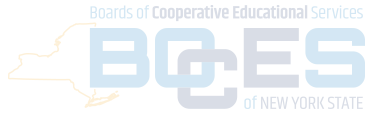 Boards of Cooperative Educational Services
BOCES
of NEW YORK STATE